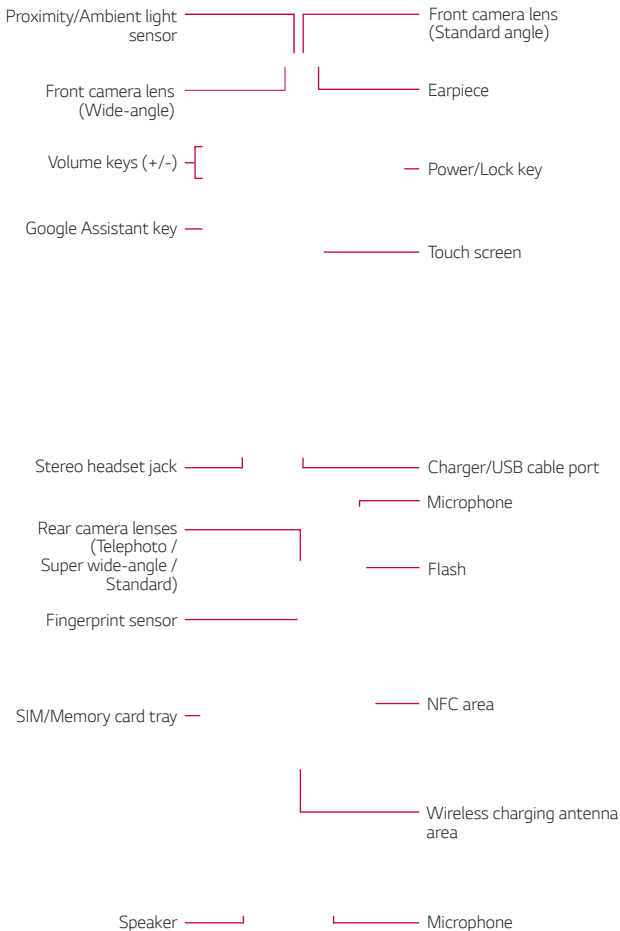 Proximity/Ambient light
sensor
Front camera lens
(Standard angle)
Front camera lens
(Wide-angle)
Earpiece
Volume keys (+/-)
Power/Lock key
Google Assistant key
Touch screen
Stereo headset jack
Charger/USB cable port
Microphone
Rear camera lenses
(Telephoto /
Super wide-angle /
Standard)
Flash
Fingerprint sensor
NFC area
SIM/Memory card tray
Wireless charging antenna
area
Speaker
Microphone